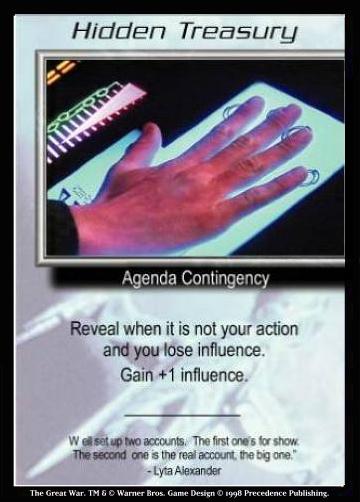 Hidden Treasury
Agenda Contingency
Reveal when it is not your action
and you lose influence.
Gain +1 influence.
W ell set up two accounts. The first one's for show.
The second one is the real account, the big one."
- Lyta Alexander
The Great War. TM & © Warner Bros. Game Design © 1998 Precedence Publishing.